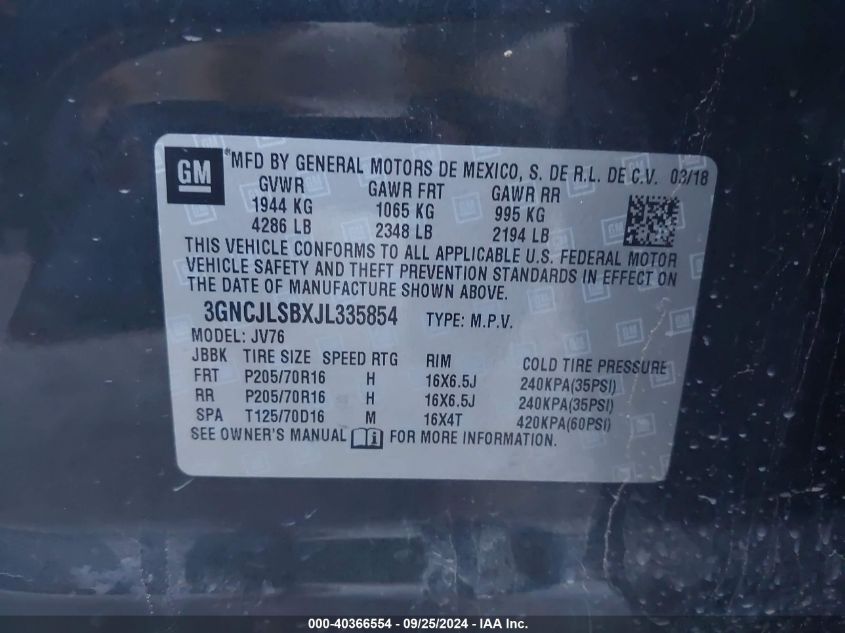 GM
*MFD BY GENERAL MOTORS DE MEXICO, S. DE R.L. DE C.V. 03/18
GVWR GAWR FRT GAWR RR
1944 KG 1065 KG 995 KG
4286 LB 2348 LB 2194 LB
THIS VEHICLE CONFORMS TO ALL APPLICABLE U.S. FEDERAL MOTOR
VEHICLE SAFETY AND THEFT PREVENTION STANDARDS IN EFFECT ON
THE DATE OF MANUFACTURE SHOWN ABOVE.
3GNCJLSBXJL335854 TYPE: M.P.V.
MODEL: JV76
JBBK TIRE SIZE SPEED RTG RIM COLD TIRE PRESSURE
FRT P205/70R16 H 16X6.5J 240KPA(35PSI)
RR P205/70R16 H 16X6.5J 240KPA(35PSI)
SPA T125/70D16 M 16X4T 420KPA(60PSI)
SEE OWNER'S MANUAL FOR MORE INFORMATION.
000-40366554 / 09/25/2024 - IAA Inc.